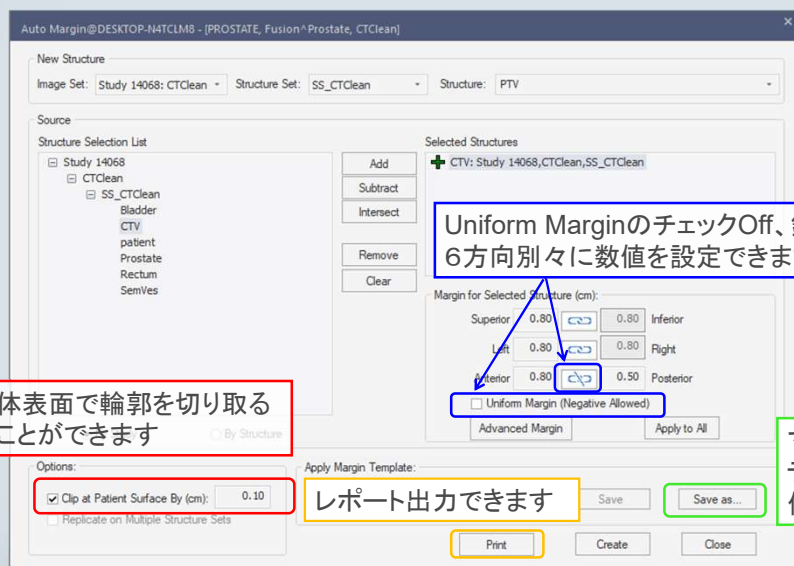 Auto Margin@DESKTOP-N4TCLM8 - [PROSTATE, Fusion^Prostate, CTClean]
New Structure
Image Set: Study 14068: CTClean Structure Set: SS_CTClean Structure: PTV
Source
Structure Selection List
Selected Structures
Study 14068
CTClean
SS_CTClean
Bladder
CTV
patient
Prostate
Rectum
SemVes
Add
Subtract
Intersect
Remove
Clear
CTV: Study 14068,CTClean,SS_CTClean
Uniform MarginのチェックOff、
6方向別々に数値を設定できま
Margin for Selected Structure (cm):
Superior 0.80 0.80 Inferior
Left 0.80 0.80 Right
Anterior 0.80 0.50 Posterior
Uniform Margin (Negative Allowed)
Advanced Margin Apply to All
体表面で輪郭を切り取る
ことができます
By Structure
Options:
Clip at Patient Surface By (cm): 0.10
Replicate on Multiple Structure Sets
Apply Margin Template:
レポート出力できます
Save Save as...
Print Create Close